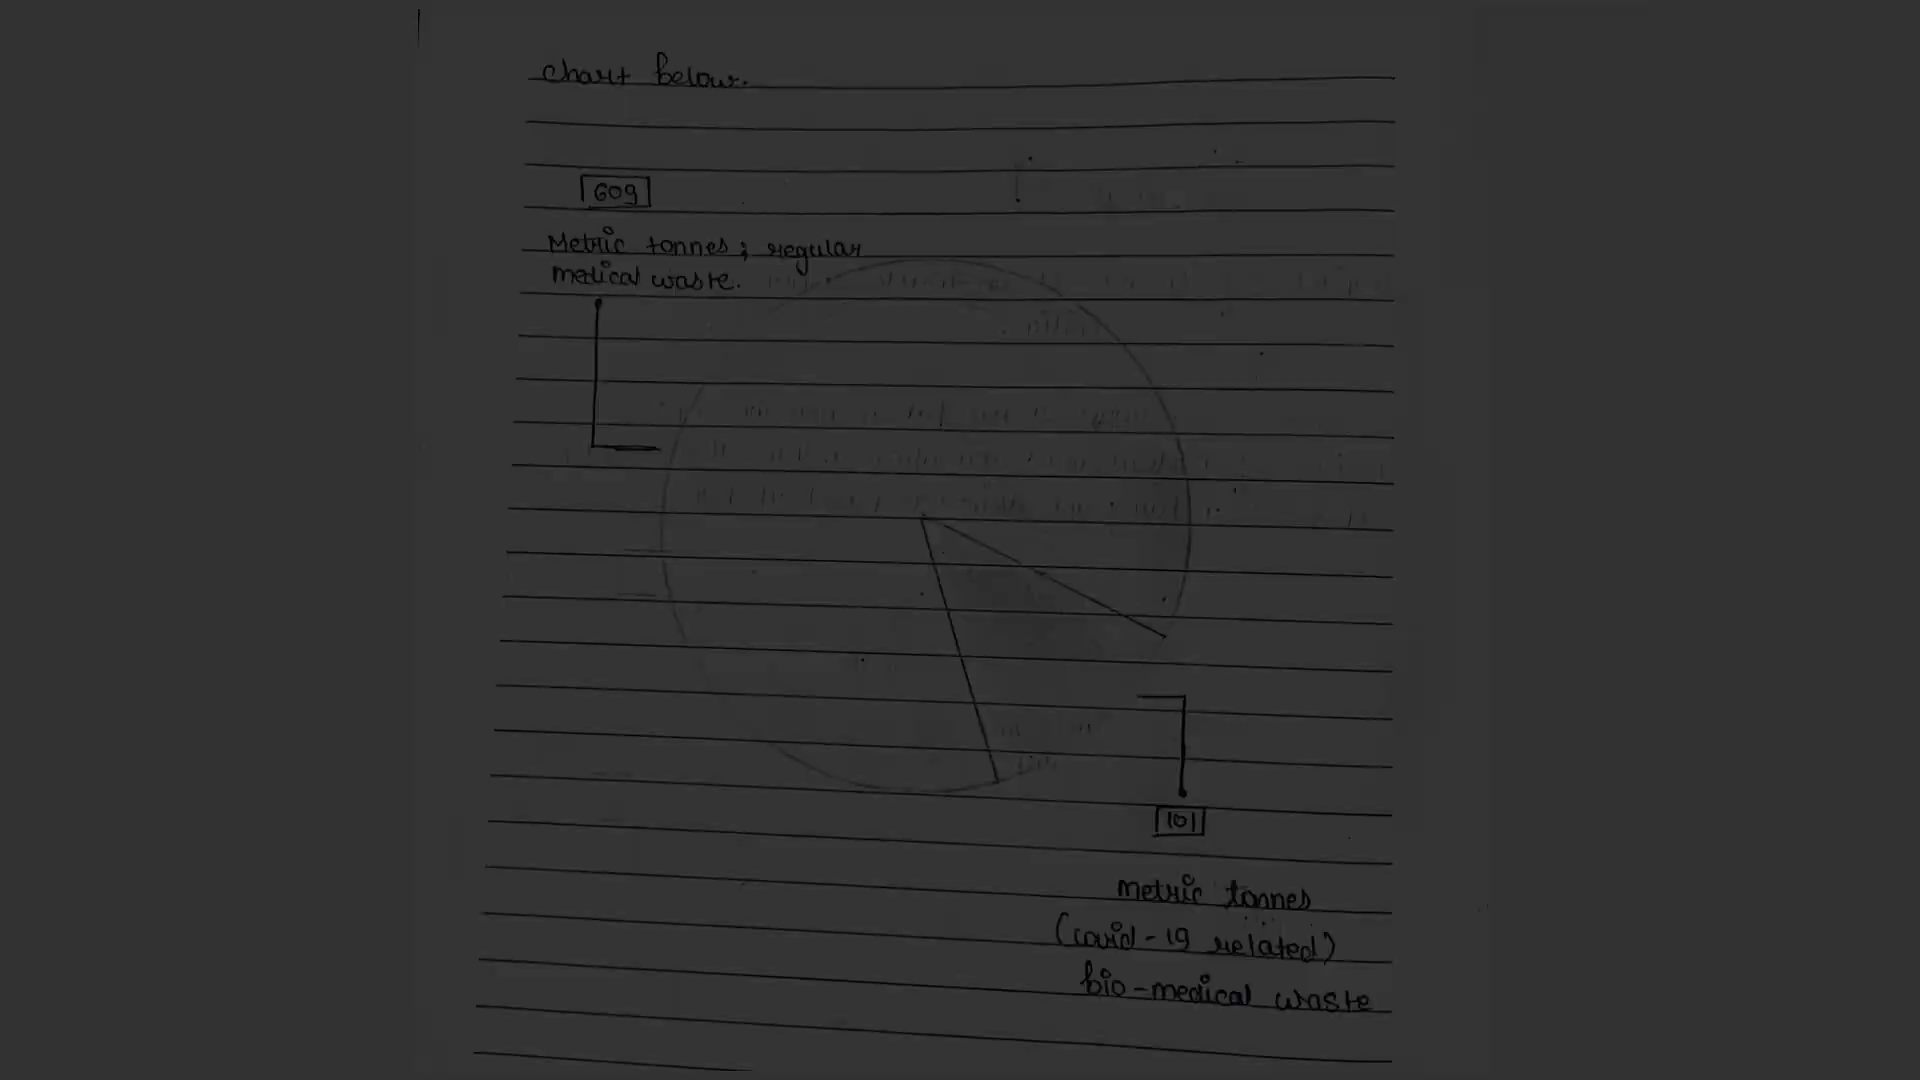 chart below.
609
Metric tonnes; regular
medical waste.
101
metric tonnes
(covid-19 related)
bio-medical waste